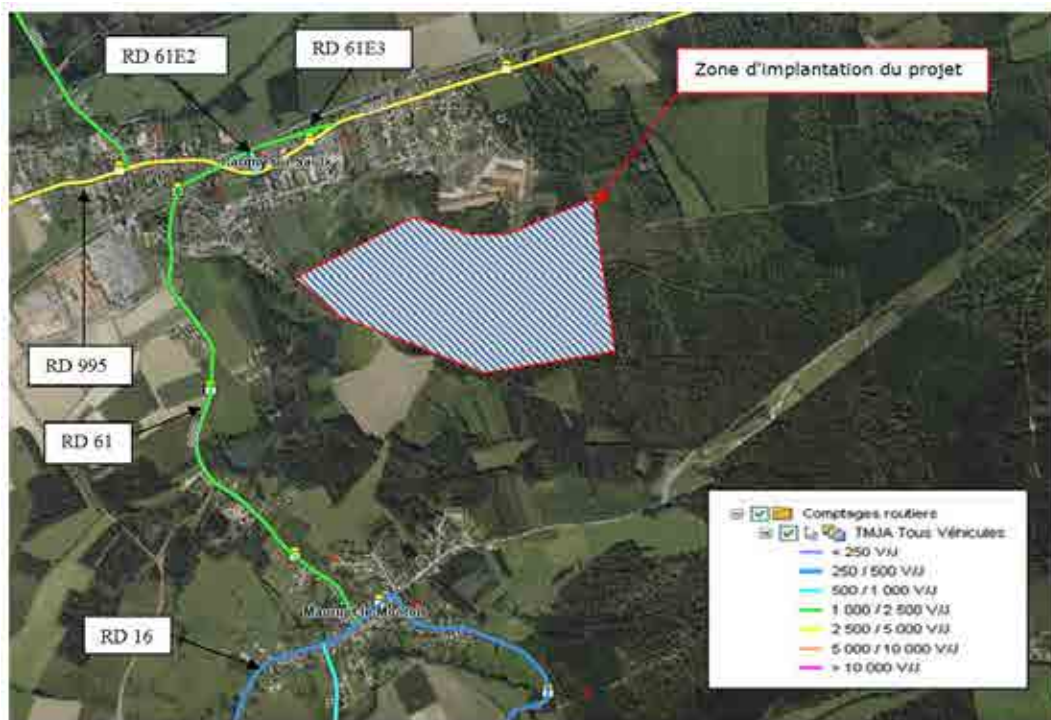 RD 61E2
RD 61E3
Zone d'implantation du projet
RD 995
RD 61
RD 16
Comptages routiers
TMJA Tous Véhicules
< 250 V/J
250 / 500 V/J
500 / 1 000 V/J
1 000 / 2 500 V/J
2 500 / 5 000 V/J
5 000 / 10 000 V/J
> 10 000 V/J